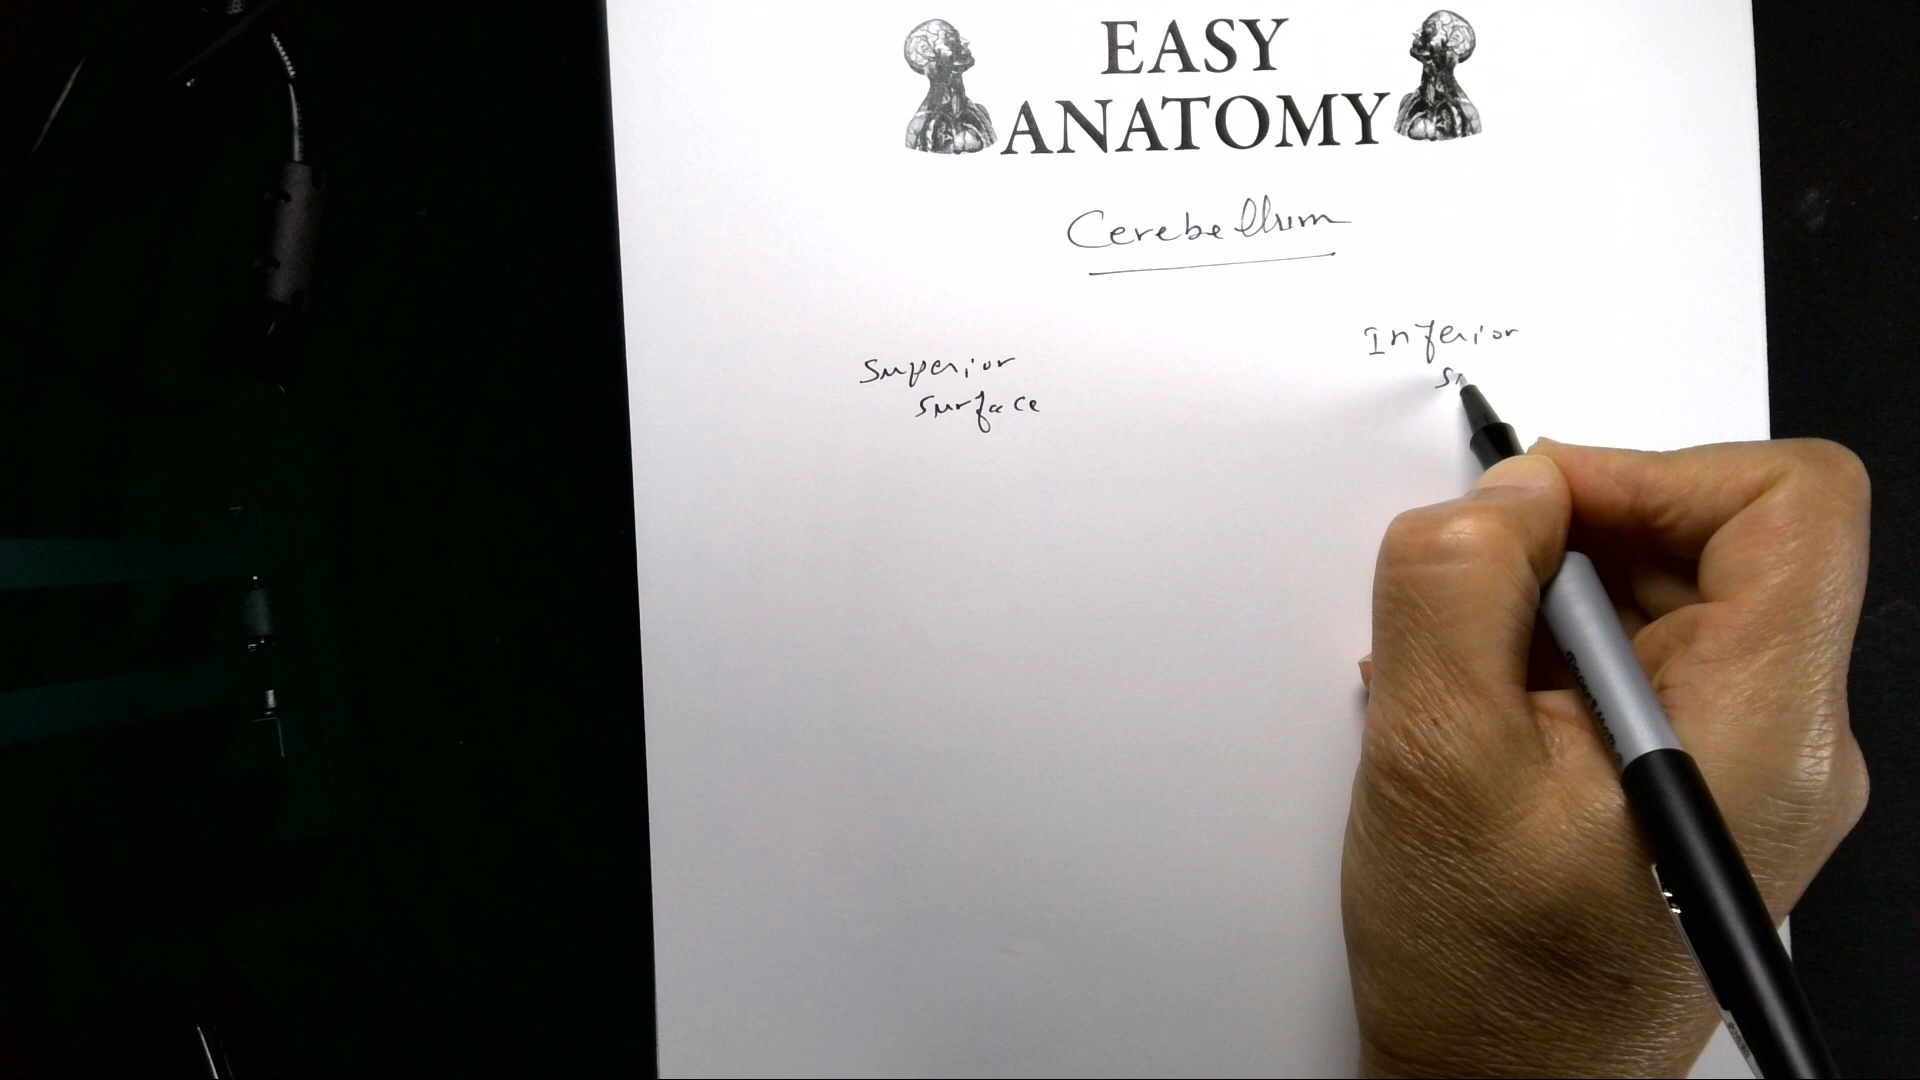 EASY
ANATOMY
Cerebellum
Superior
surface
Inferior